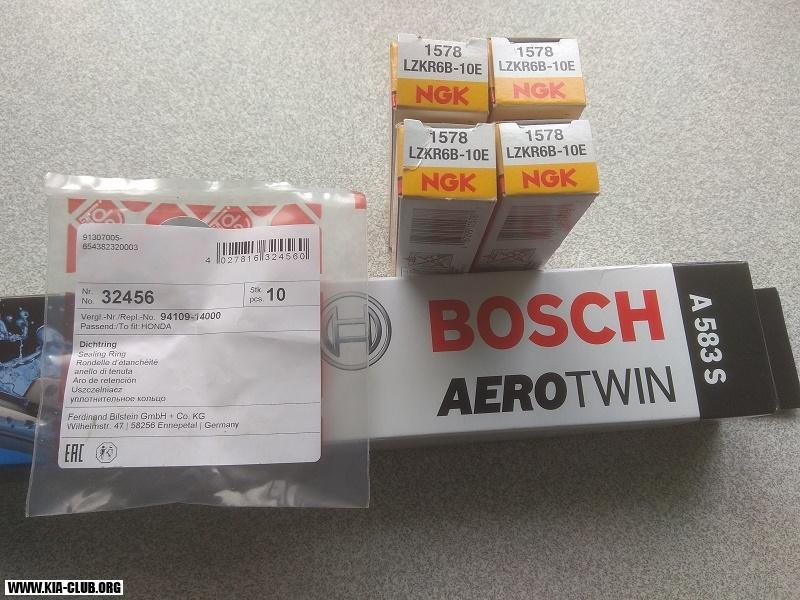 1578
LZKR6B-10E
NGK
1578
LZKR6B-10E
NGK
1578
LZKR6B-10E
NGK
1578
LZKR6B-10E
NGK
91307005-
654382320003
4 027816 324560
Nr.
No. 32456
Stk
pcs. 10
Vergl.-Nr./Repl.-No. 94109-14000
Passend:/To fit: HONDA
Dichtring
Sealing Ring
Rondelle d'étanchéité
anello di tenuta
Aro de retención
Uszczelniacz
уплотнительное кольцо
Ferdinand Bilstein GmbH + Co. KG
Wilhelmstr. 47 | 58256 Ennepetal | Germany
EAC
BOSCH
AEROTWIN
A 583 S
WWW.KIA-CLUB.ORG